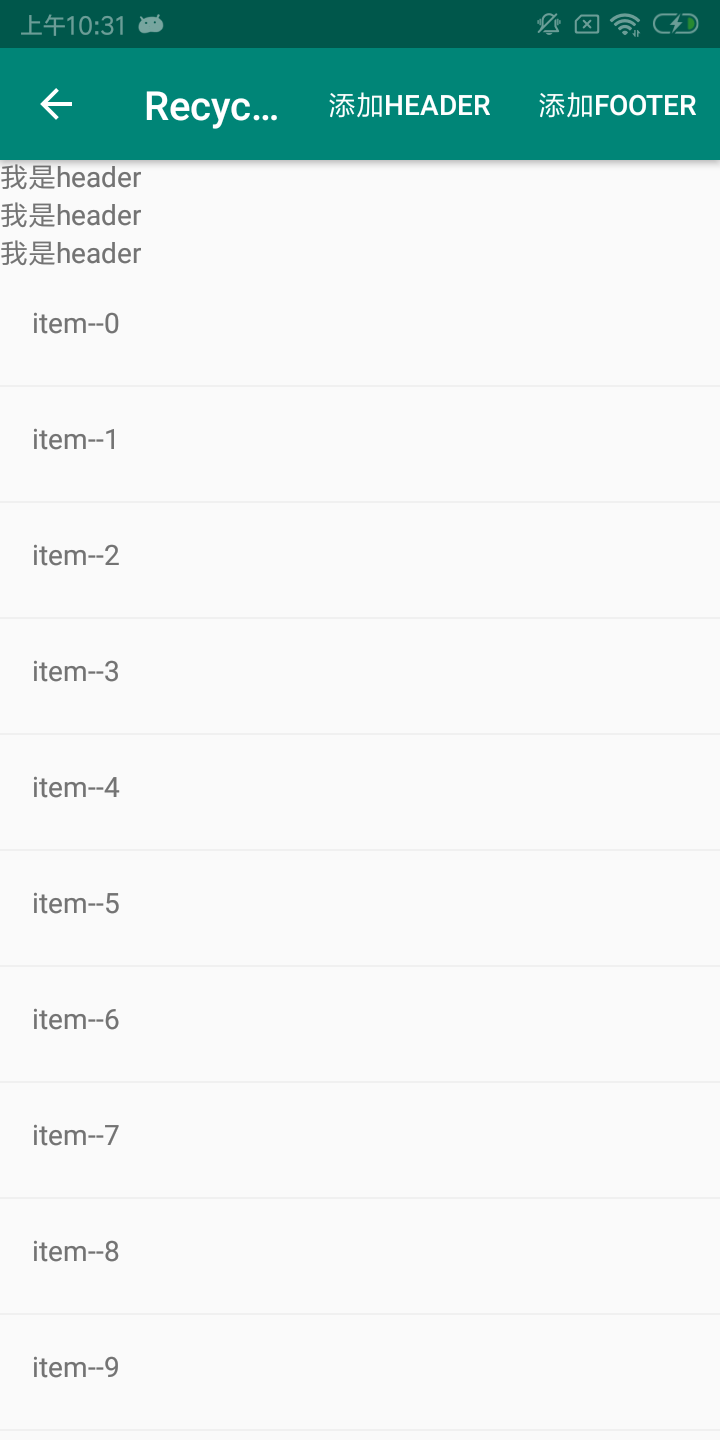 上午10:31
Recyc... 添加HEADER 添加FOOTER
我是header
我是header
我是header
item--0
item--1
item--2
item--3
item--4
item--5
item--6
item--7
item--8
item--9